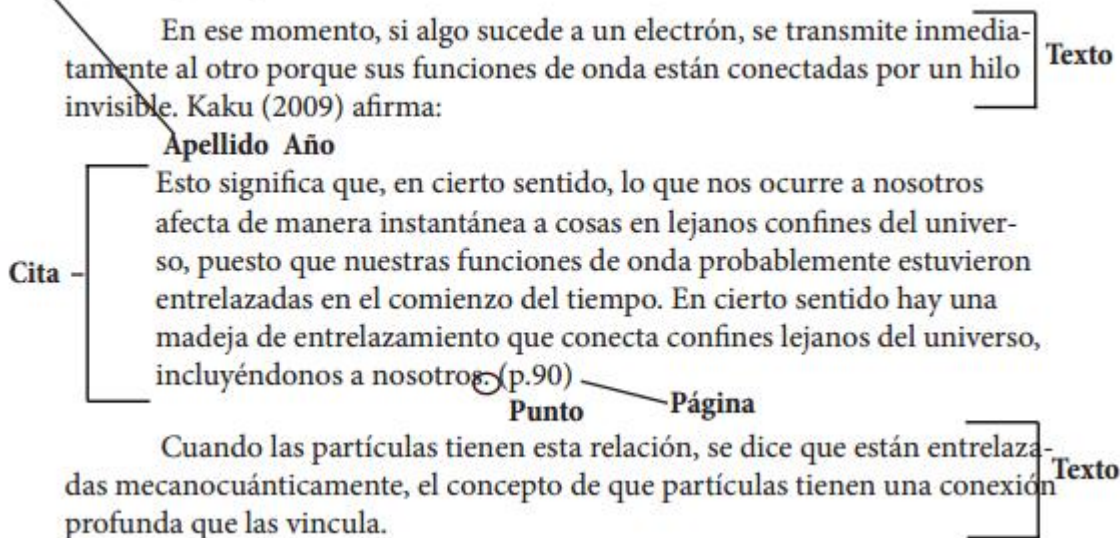 En ese momento, si algo sucede a un electrón, se transmite inmedia-
tamente al otro porque sus funciones de onda están conectadas por un hilo
invisible. Kaku (2009) afirma:
Texto
Apellido Año
Esto significa que, en cierto sentido, lo que nos ocurre a nosotros
afecta de manera instantánea a cosas en lejanos confines del univer-
so, puesto que nuestras funciones de onda probablemente estuvieron
entrelazadas en el comienzo del tiempo. En cierto sentido hay una
madeja de entrelazamiento que conecta confines lejanos del universo,
incluyéndonos a nosotros. (p.90)
Cita
Punto
Página
Cuando las partículas tienen esta relación, se dice que están entrelaza-
das mecanocuánticamente, el concepto de que partículas tienen una conexión
profunda que las vincula.
Texto